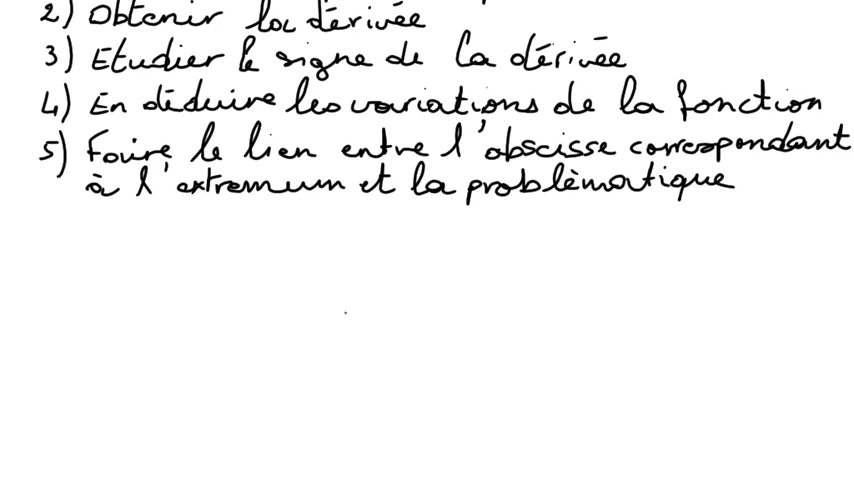 2) Obtenir la dérivée
3) Etudier le signe de la dérivée
4) En déduire les variations de la fonction
5) Faire le lien entre l'abscisse correspondant
à l'extremum et la problèmatique